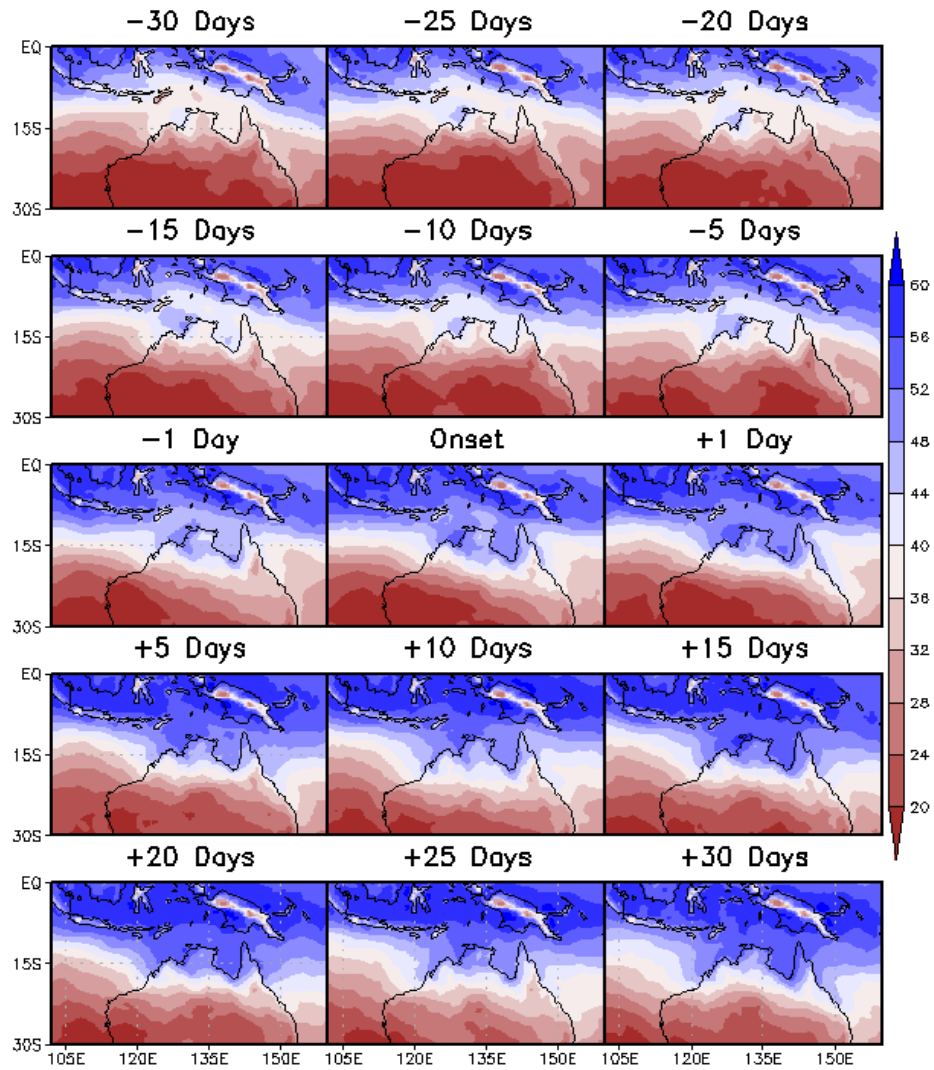 -30 Days -25 Days -20 Days
EQ
15S
30S
-15 Days -10 Days -5 Days
EQ
15S
30S
-1 Day Onset +1 Day
EQ
15S
30S
+5 Days +10 Days +15 Days
EQ
15S
30S
+20 Days +25 Days +30 Days
EQ
15S
30S
105E 120E 135E 150E 105E 120E 135E 150E 105E 120E 135E 150E
60
56
52
48
44
40
36
32
28
24
20